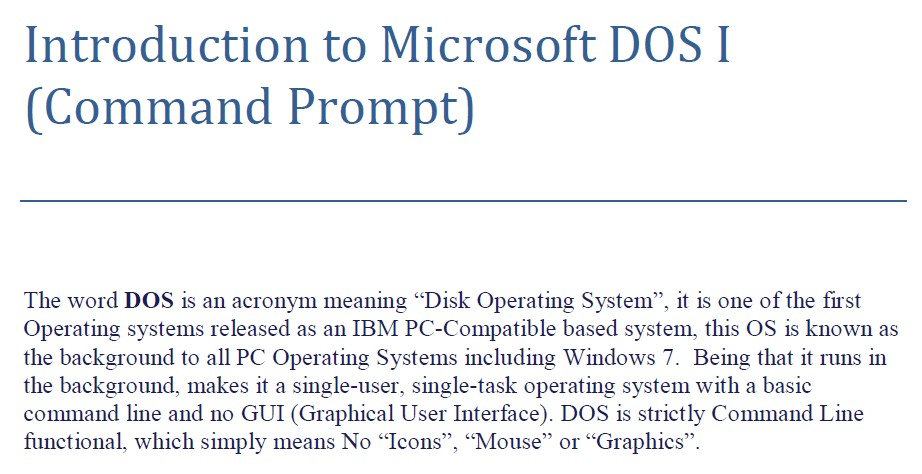 Introduction to Microsoft DOS I
(Command Prompt)
The word DOS is an acronym meaning “Disk Operating System”, it is one of the first
Operating systems released as an IBM PC-Compatible based system, this OS is known as
the background to all PC Operating Systems including Windows 7.  Being that it runs in
the background, makes it a single-user, single-task operating system with a basic
command line and no GUI (Graphical User Interface). DOS is strictly Command Line
functional, which simply means No “Icons”, “Mouse” or “Graphics”.